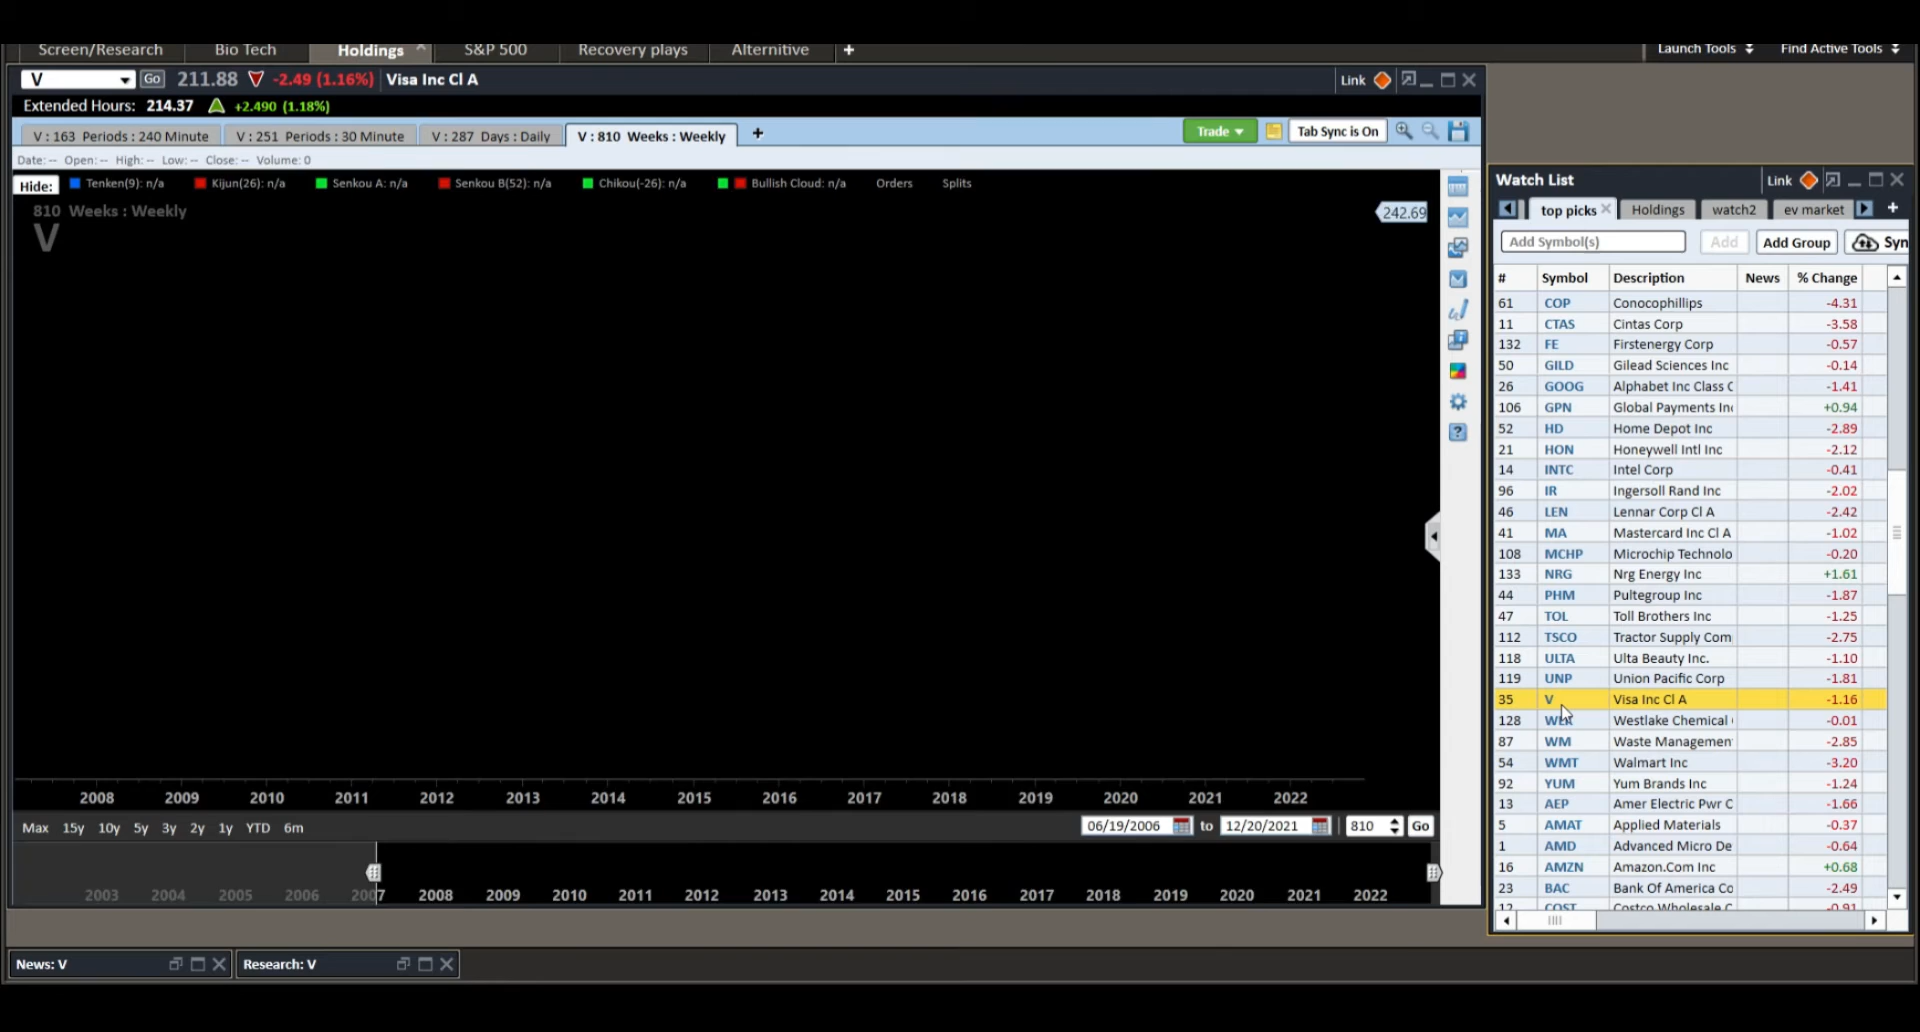 Screen/Research Bio Tech Holdings S&P 500 Recovery plays Alternitive + Launch Tools Find Active Tools
V Go 211.88 -2.49 (1.16%) Visa Inc Cl A Link
Extended Hours: 214.37 +2.490 (1.18%)
V : 163 Periods : 240 Minute V : 251 Periods : 30 Minute V : 287 Days : Daily V : 810 Weeks : Weekly + Trade Tab Sync is On
Date: -- Open: -- High: -- Low: -- Close: -- Volume: 0
Hide: Tenken(9): n/a Kijun(26): n/a Senkou A: n/a Senkou B(52): n/a Chikou(-26): n/a Bullish Cloud: n/a Orders Splits
810 Weeks : Weekly
V
242.69
2008 2009 2010 2011 2012 2013 2014 2015 2016 2017 2018 2019 2020 2021 2022
Max 15y 10y 5y 3y 2y 1y YTD 6m 06/19/2006 to 12/20/2021 810 Go
2003 2004 2005 2006 2007 2008 2009 2010 2011 2012 2013 2014 2015 2016 2017 2018 2019 2020 2021 2022
Watch List Link
top picks Holdings watch2 ev market +
Add Symbol(s) Add Add Group Syn
# Symbol Description News % Change
61 COP Conocophillips -4.31
11 CTAS Cintas Corp -3.58
132 FE Firstenergy Corp -0.57
50 GILD Gilead Sciences Inc -0.14
26 GOOG Alphabet Inc Class C -1.41
106 GPN Global Payments Inc +0.94
52 HD Home Depot Inc -2.89
21 HON Honeywell Intl Inc -2.12
14 INTC Intel Corp -0.41
96 IR Ingersoll Rand Inc -2.02
46 LEN Lennar Corp Cl A -2.42
41 MA Mastercard Inc Cl A -1.02
108 MCHP Microchip Technolo -0.20
133 NRG Nrg Energy Inc +1.61
44 PHM Pultegroup Inc -1.87
47 TOL Toll Brothers Inc -1.25
112 TSCO Tractor Supply Com -2.75
118 ULTA Ulta Beauty Inc. -1.10
119 UNP Union Pacific Corp -1.81
35 V Visa Inc Cl A -1.16
128 WLK Westlake Chemical -0.01
87 WM Waste Managemen -2.85
54 WMT Walmart Inc -3.20
92 YUM Yum Brands Inc -1.24
13 AEP Amer Electric Pwr C -1.66
5 AMAT Applied Materials -0.37
1 AMD Advanced Micro De -0.64
16 AMZN Amazon.Com Inc +0.68
23 BAC Bank Of America Co -2.49
12 COST Costco Wholesale C -0.91
News: V Research: V